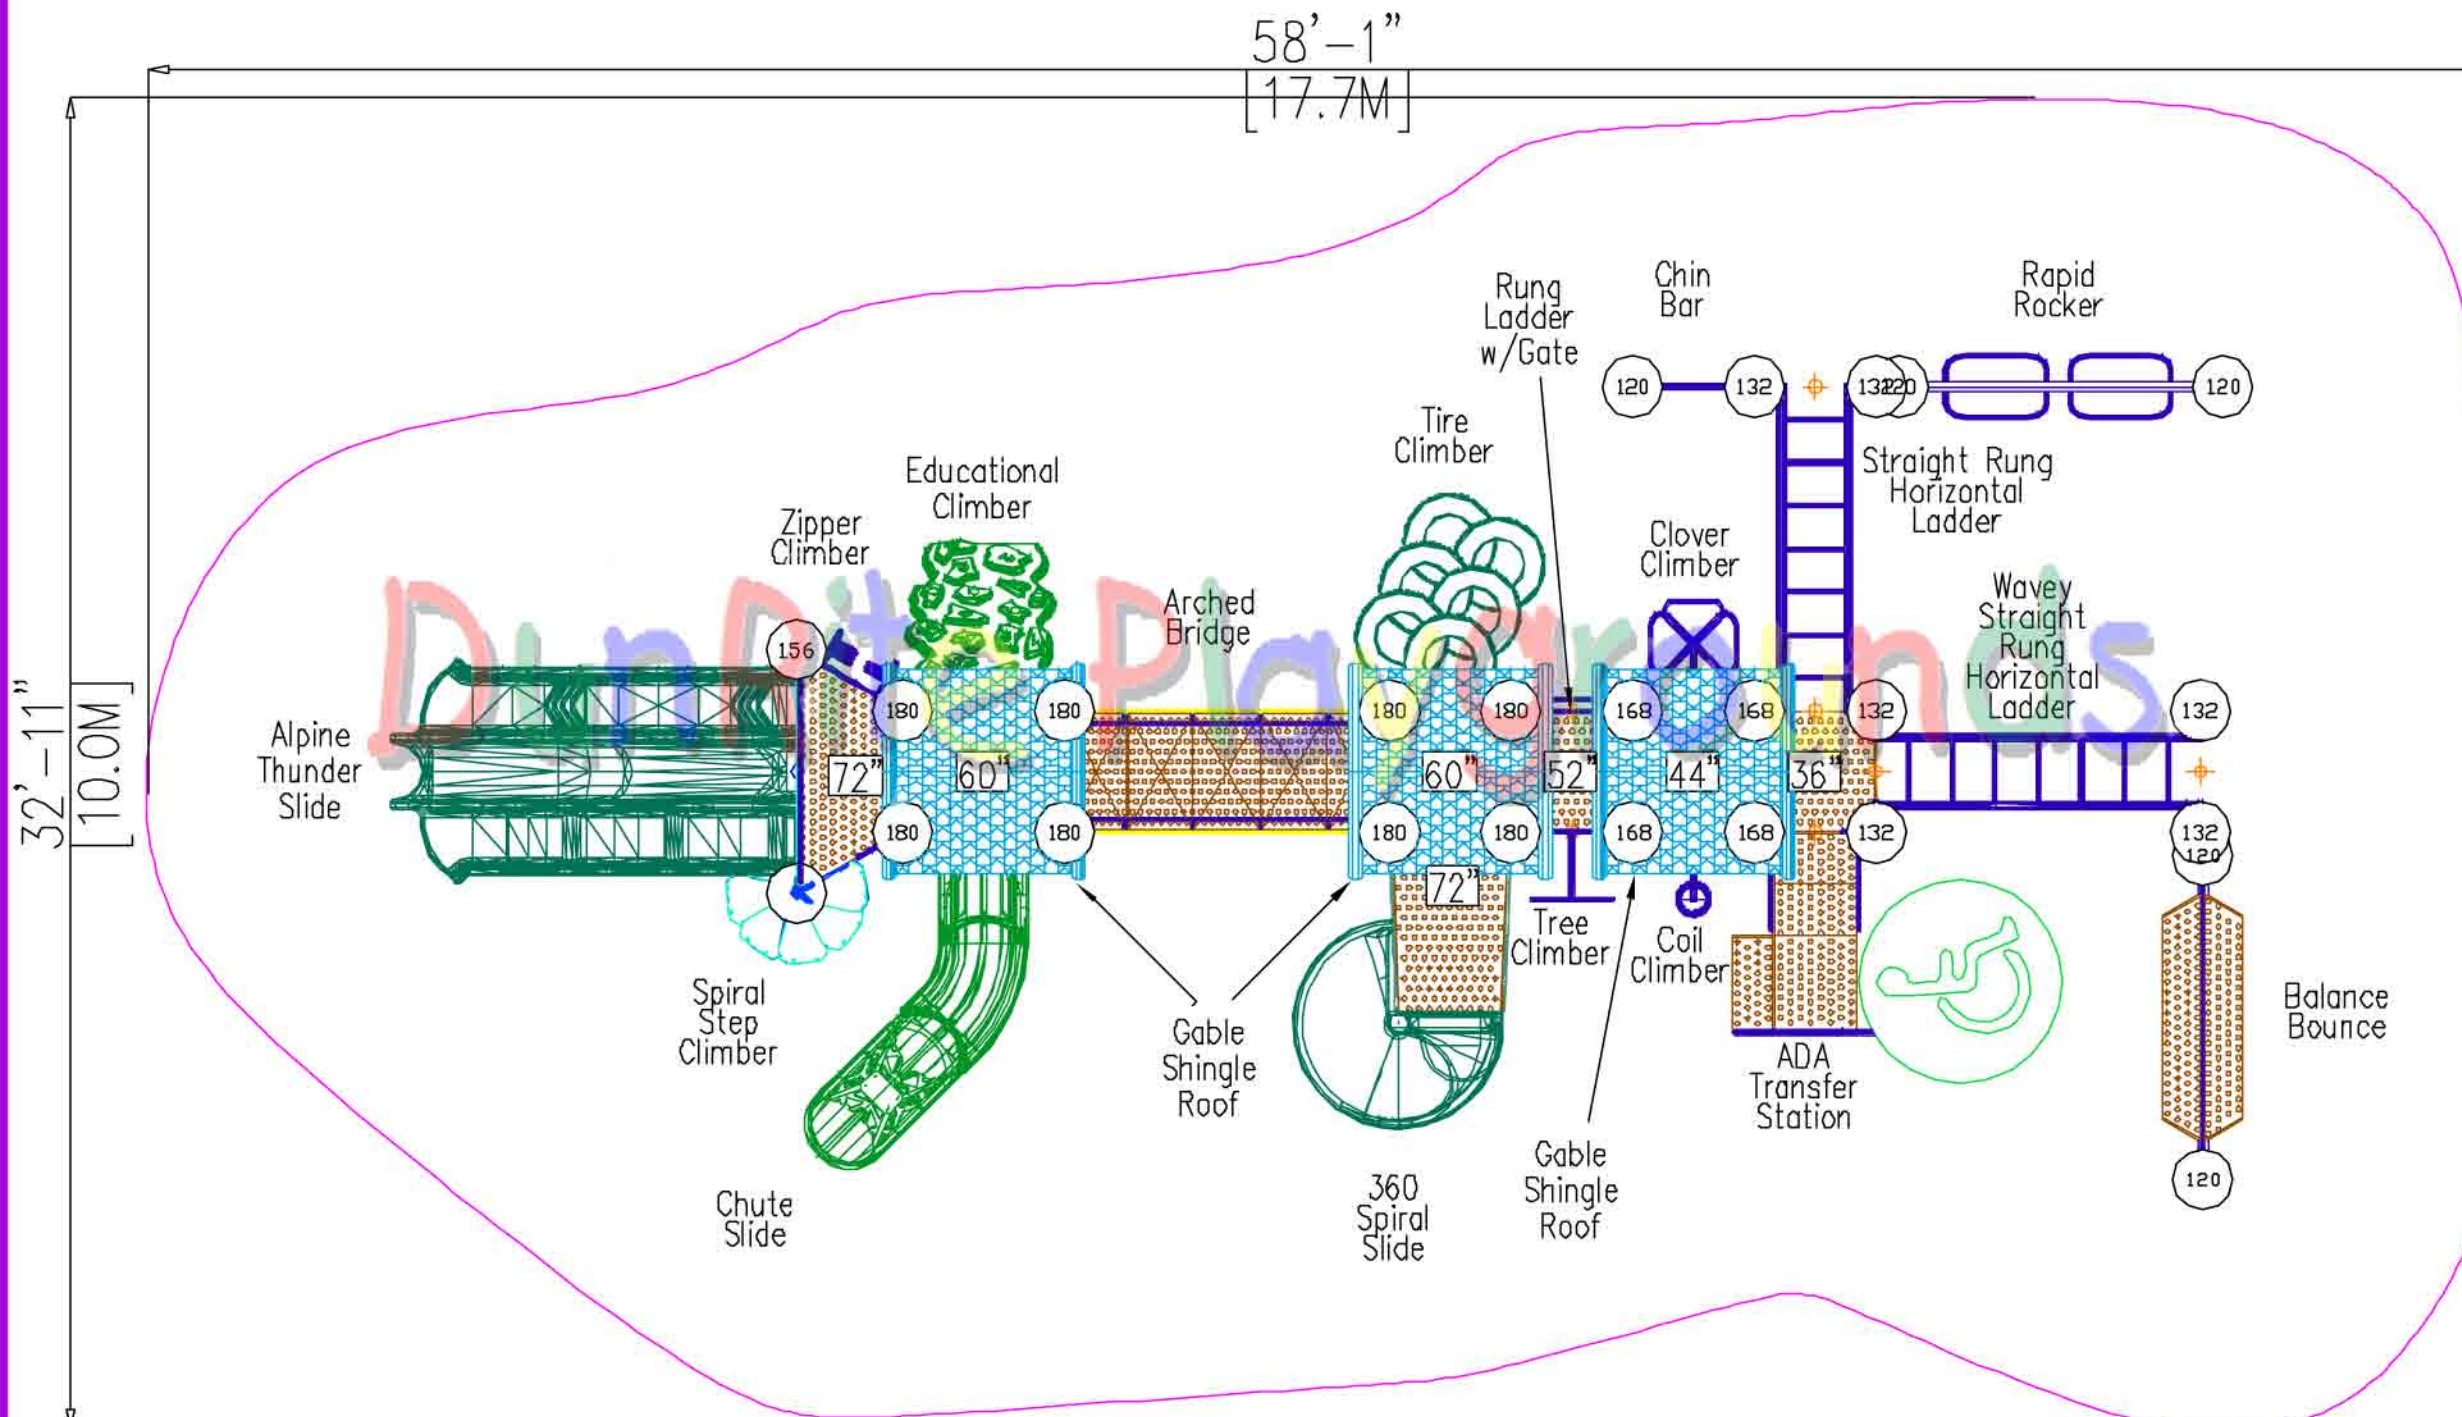 58'-1"
[17.7M]
32'-11"
[10.0M]
Chin
Bar
Rapid
Rocker
Rung
Ladder
w/Gate
120
132
132
120
120
Tire
Climber
Straight Rung
Horizontal
Ladder
Educational
Climber
Zipper
Climber
Clover
Climber
Wavey
Straight
Rung
Horizontal
Ladder
Arched
Bridge
DunRite Playgrounds
156
180
180
180
180
168
168
132
132
Alpine
Thunder
Slide
72"
60"
60"
52"
44"
36"
180
180
180
180
168
168
132
132
120
72"
Tree
Climber
Coil
Climber
Spiral
Step
Climber
Gable
Shingle
Roof
ADA
Transfer
Station
Balance
Bounce
120
Gable
Shingle
Roof
Chute
Slide
360
Spiral
Slide